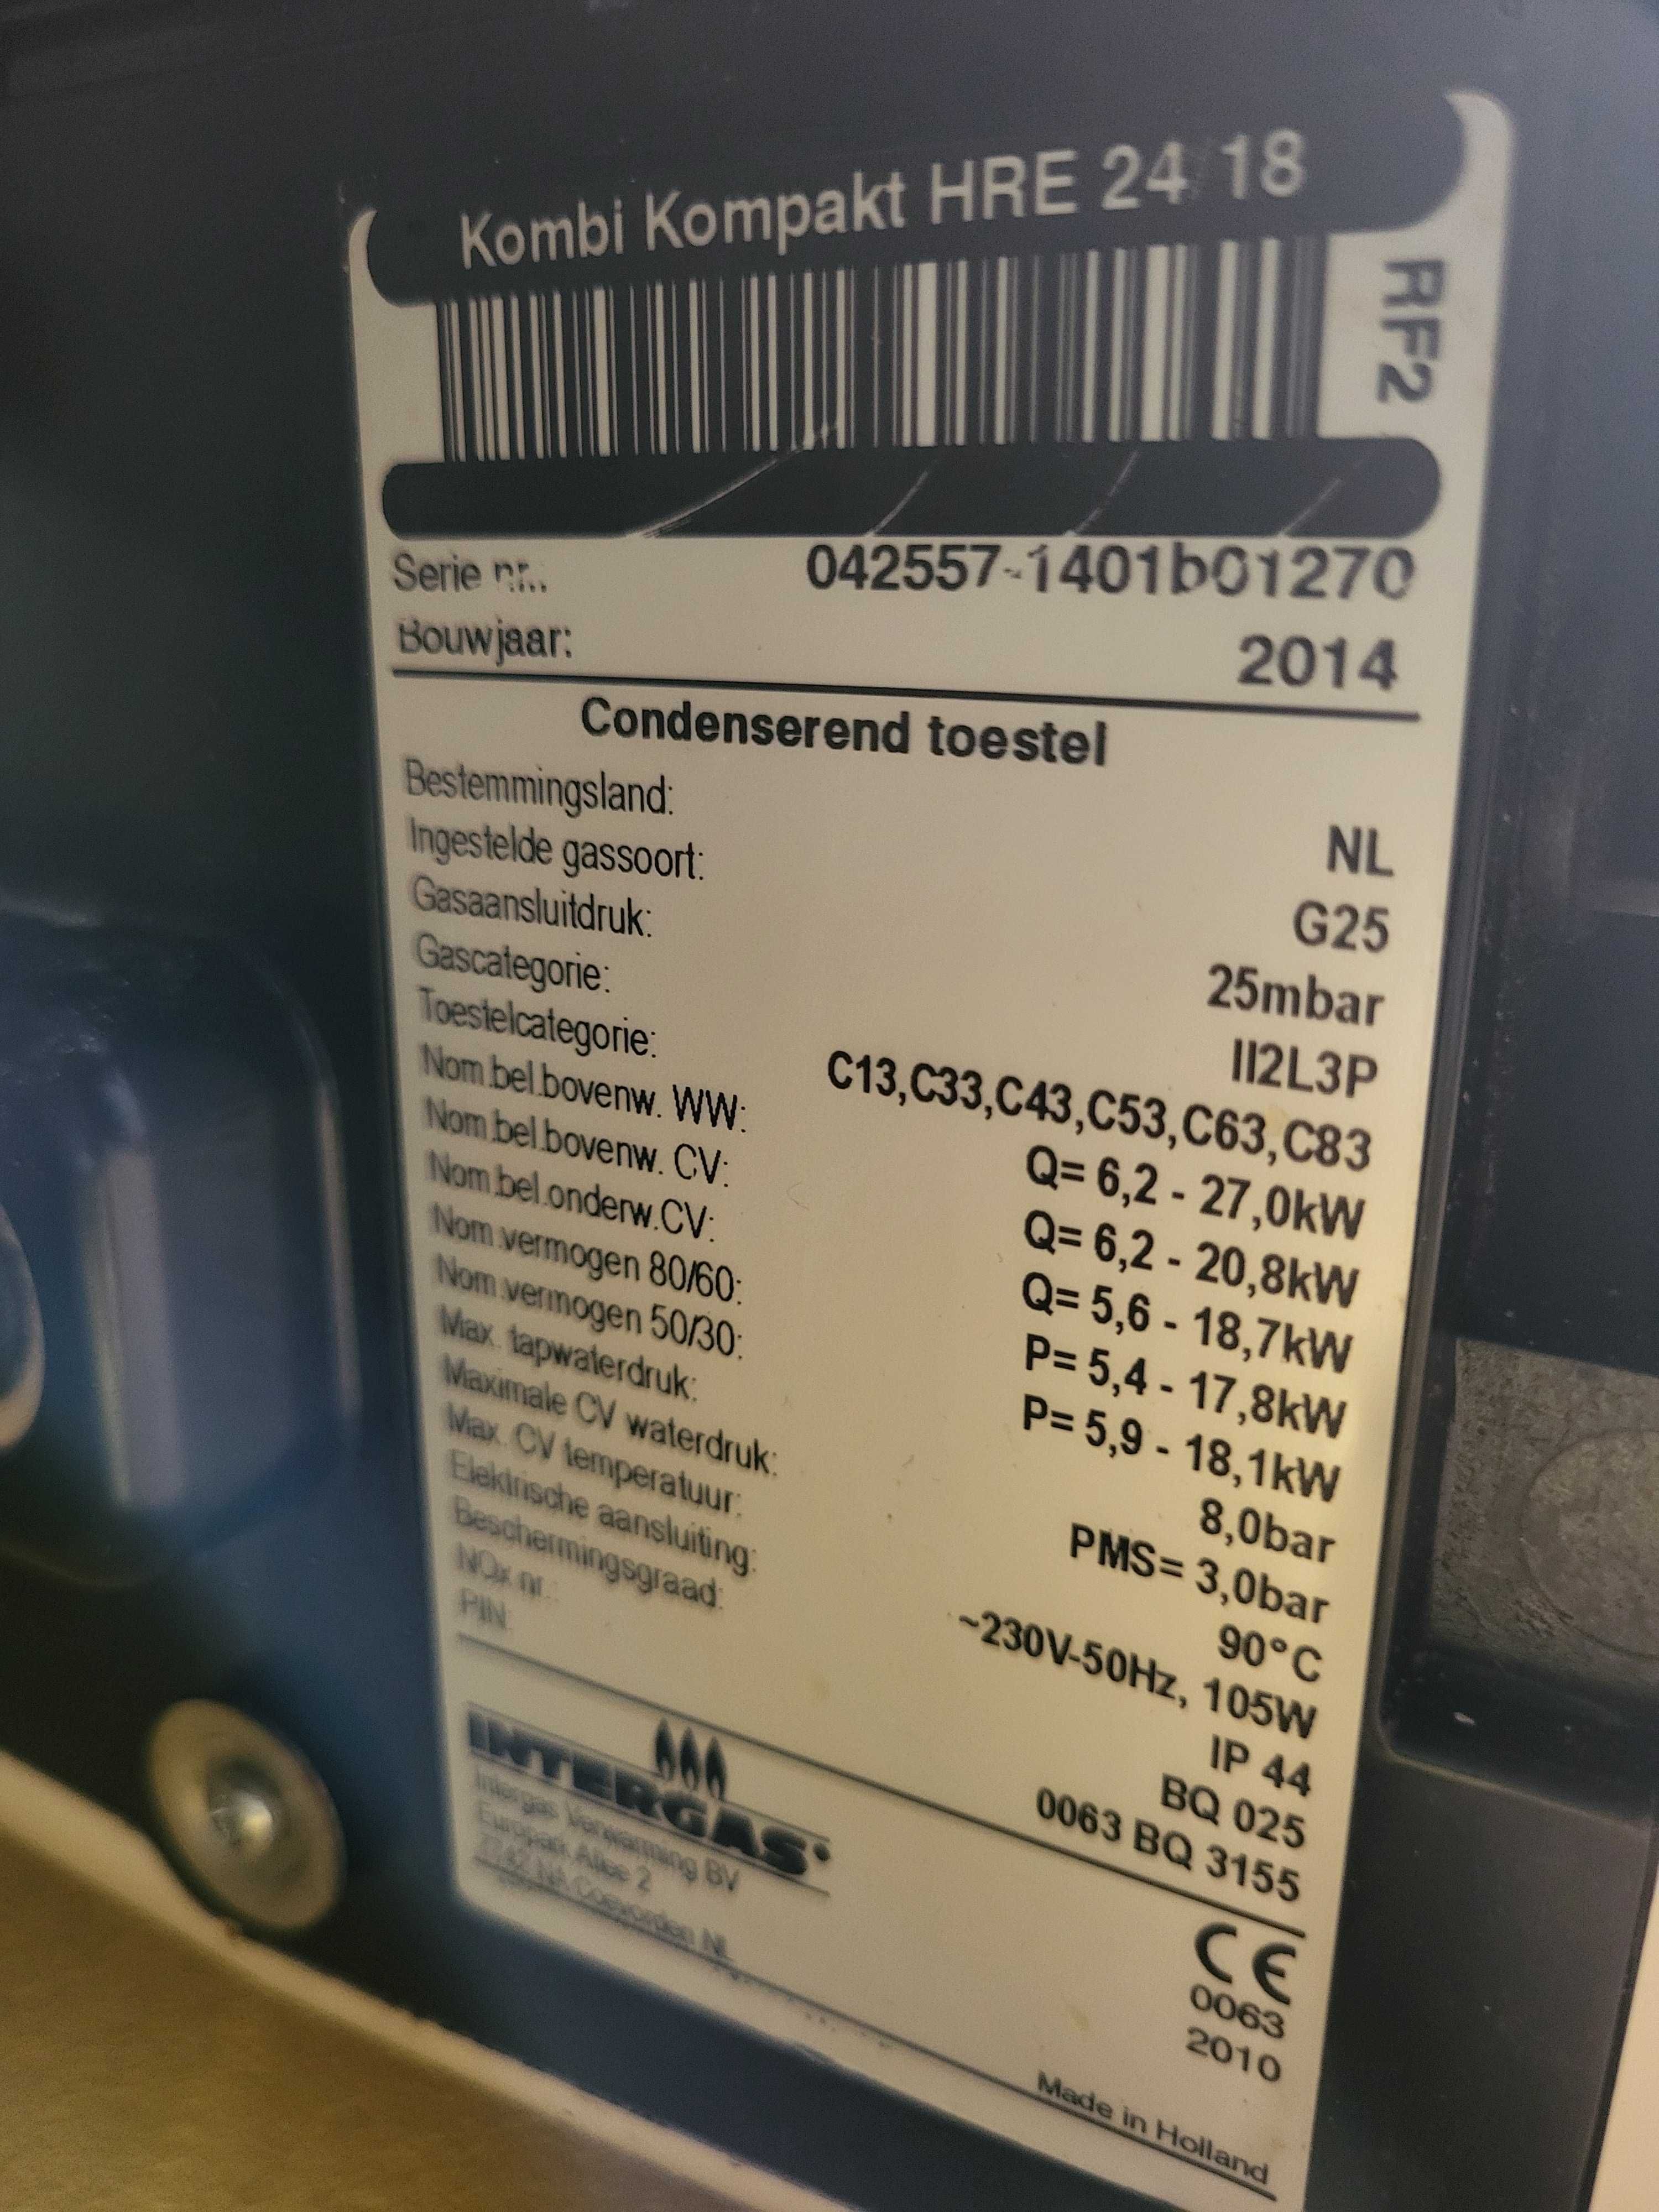 Kombi Kompakt HRE 24 18
RF2
Serie nr.: 042557-1401b01270
Bouwjaar: 2014
Condenserend toestel
Bestemmingsland: NL
Ingestelde gassoort: G25
Gasaansluitdruk: 25mbar
Gascategorie: II2L3P
Toestelcategorie: C13,C33,C43,C53,C63,C83
Nom.bel.bovenw. WW: Q= 6,2 - 27,0kW
Nom.bel.bovenw. CV: Q= 6,2 - 20,8kW
Nom.bel.onderw.CV: Q= 5,6 - 18,7kW
Nom.vermogen 80/60: P= 5,4 - 17,8kW
Nom.vermogen 50/30: P= 5,9 - 18,1kW
Max. tapwaterdruk: 8,0bar
Maximale CV waterdruk: PMS= 3,0bar
Max. CV temperatuur: 90°C
Elektrische aansluiting: ~230V-50Hz, 105W
Beschermingsgraad: IP 44
NOx nr.: BQ 025
PIN: 0063 BQ 3155
INTERGAS
Intergas Verwarming BV
Europark Allee 2
7742 NA Coevorden NL
CE
0063
2010
Made in Holland